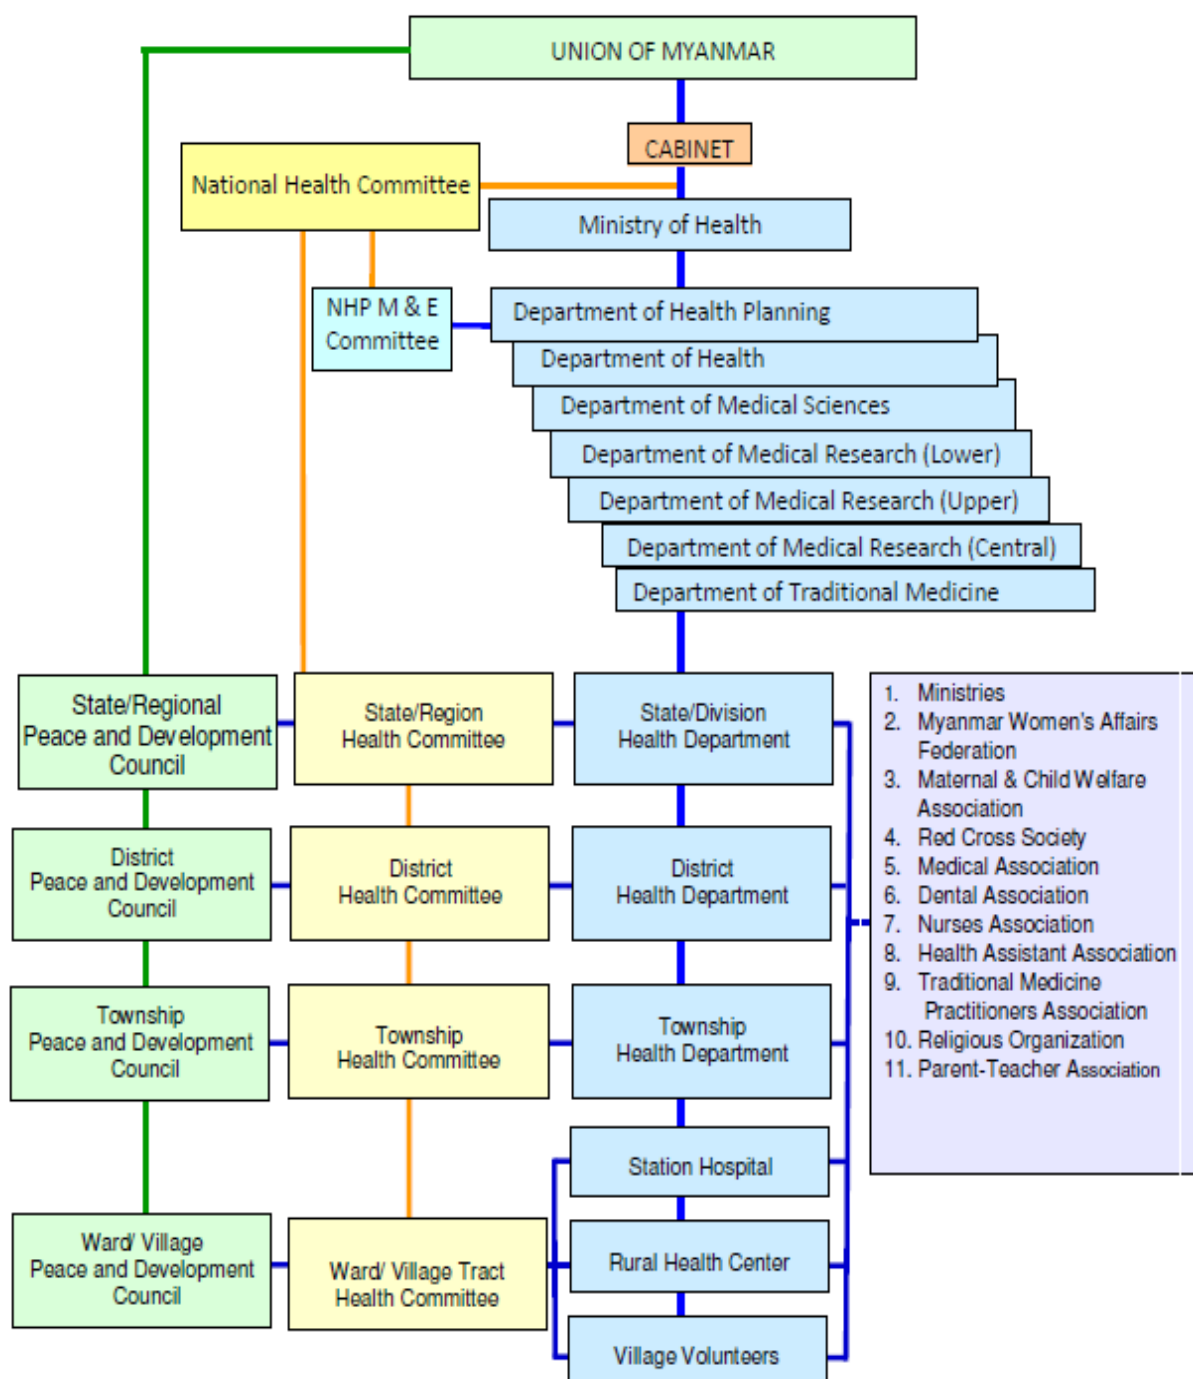 UNION OF MYANMAR
CABINET
National Health Committee
Ministry of Health
NHP M & E
Committee
Department of Health Planning
Department of Health
Department of Medical Sciences
Department of Medical Research (Lower)
Department of Medical Research (Upper)
Department of Medical Research (Central)
Department of Traditional Medicine
State/Regional
Peace and Development
Council
State/Region
Health Committee
State/Division
Health Department
District
Peace and Development
Council
District
Health Committee
District
Health Department
Township
Peace and Development
Council
Township
Health Committee
Township
Health Department
Station Hospital
Ward/ Village
Peace and Development
Council
Ward/ Village Tract
Health Committee
Rural Health Center
Village Volunteers
1. Ministries
2. Myanmar Women's Affairs
Federation
3. Maternal & Child Welfare
Association
4. Red Cross Society
5. Medical Association
6. Dental Association
7. Nurses Association
8. Health Assistant Association
9. Traditional Medicine
Practitioners Association
10. Religious Organization
11. Parent-Teacher Association